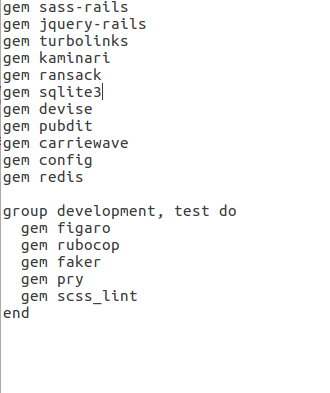 gem sass-rails
gem jquery-rails
gem turbolinks
gem kaminari
gem ransack
gem sqlite3
gem devise
gem pubdit
gem carriewave
gem config
gem redis

group development, test do
  gem figaro
  gem rubocop
  gem faker
  gem pry
  gem scss_lint
end